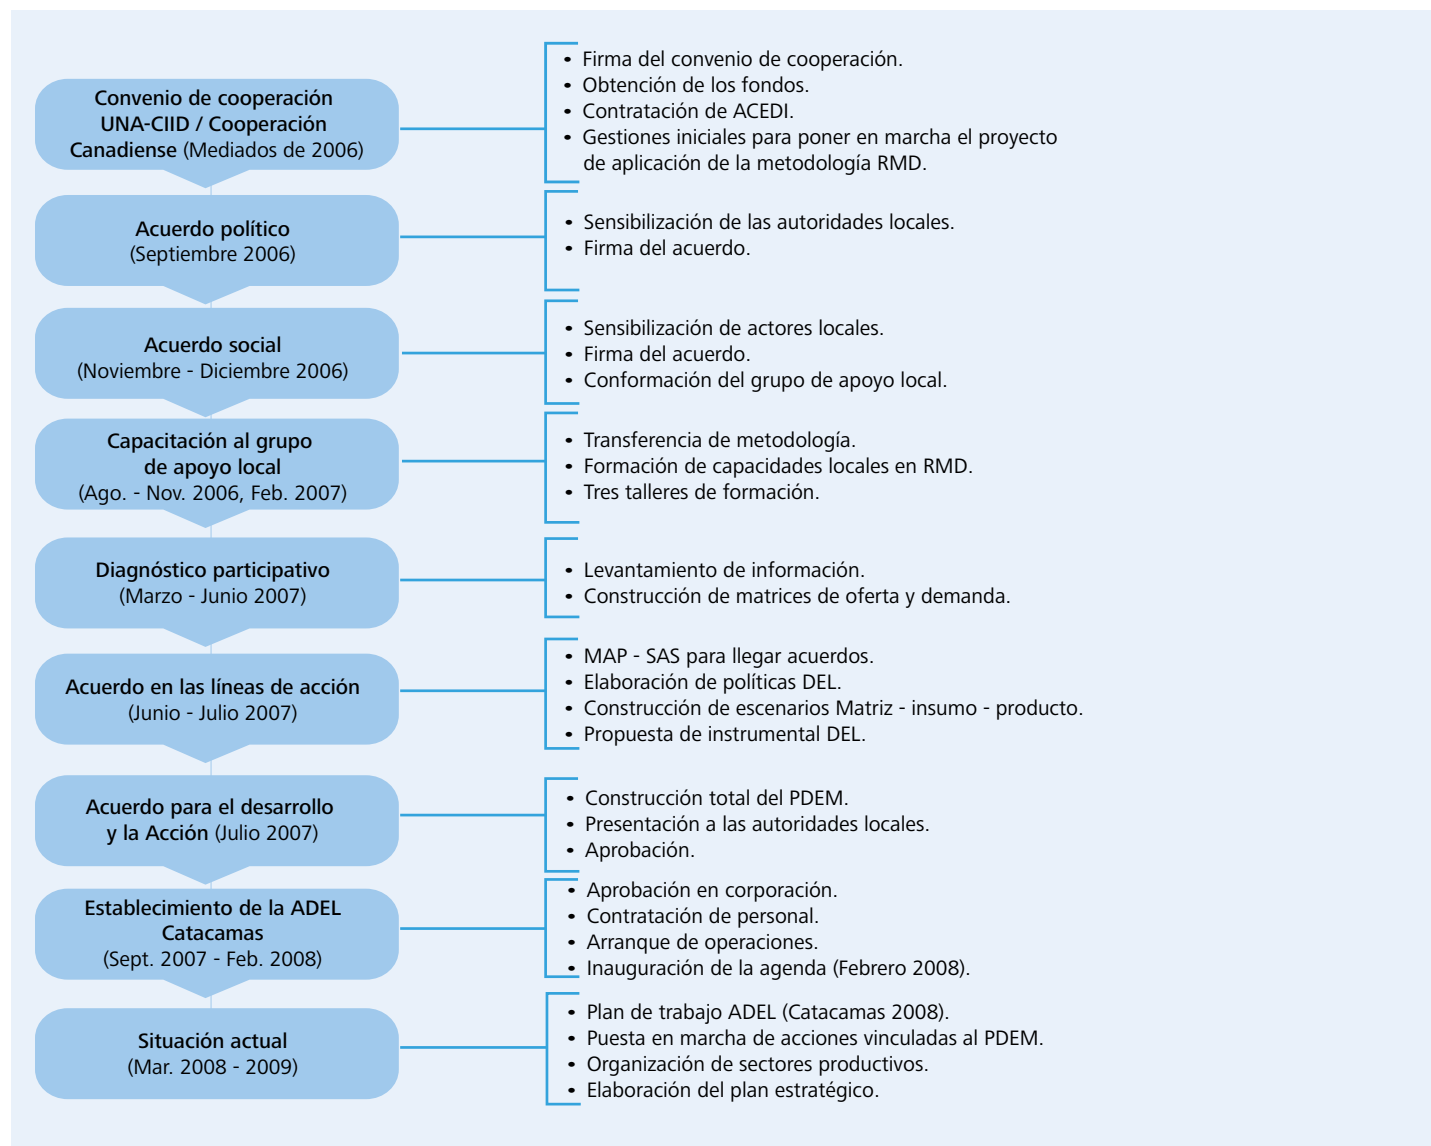 Convenio de cooperación
UNA-CIID / Cooperación
Canadiense (Mediados de 2006)
• Firma del convenio de cooperación.
• Obtención de los fondos.
• Contratación de ACEDI.
• Gestiones iniciales para poner en marcha el proyecto
de aplicación de la metodología RMD.
Acuerdo político
(Septiembre 2006)
• Sensibilización de las autoridades locales.
• Firma del acuerdo.
Acuerdo social
(Noviembre - Diciembre 2006)
• Sensibilización de actores locales.
• Firma del acuerdo.
• Conformación del grupo de apoyo local.
Capacitación al grupo
de apoyo local
(Ago. - Nov. 2006, Feb. 2007)
• Transferencia de metodología.
• Formación de capacidades locales en RMD.
• Tres talleres de formación.
Diagnóstico participativo
(Marzo - Junio 2007)
• Levantamiento de información.
• Construcción de matrices de oferta y demanda.
Acuerdo en las líneas de acción
(Junio - Julio 2007)
• MAP - SAS para llegar acuerdos.
• Elaboración de políticas DEL.
• Construcción de escenarios Matriz - insumo - producto.
• Propuesta de instrumental DEL.
Acuerdo para el desarrollo
y la Acción (Julio 2007)
• Construcción total del PDEM.
• Presentación a las autoridades locales.
• Aprobación.
Establecimiento de la ADEL
Catacamas
(Sept. 2007 - Feb. 2008)
• Aprobación en corporación.
• Contratación de personal.
• Arranque de operaciones.
• Inauguración de la agenda (Febrero 2008).
Situación actual
(Mar. 2008 - 2009)
• Plan de trabajo ADEL (Catacamas 2008).
• Puesta en marcha de acciones vinculadas al PDEM.
• Organización de sectores productivos.
• Elaboración del plan estratégico.